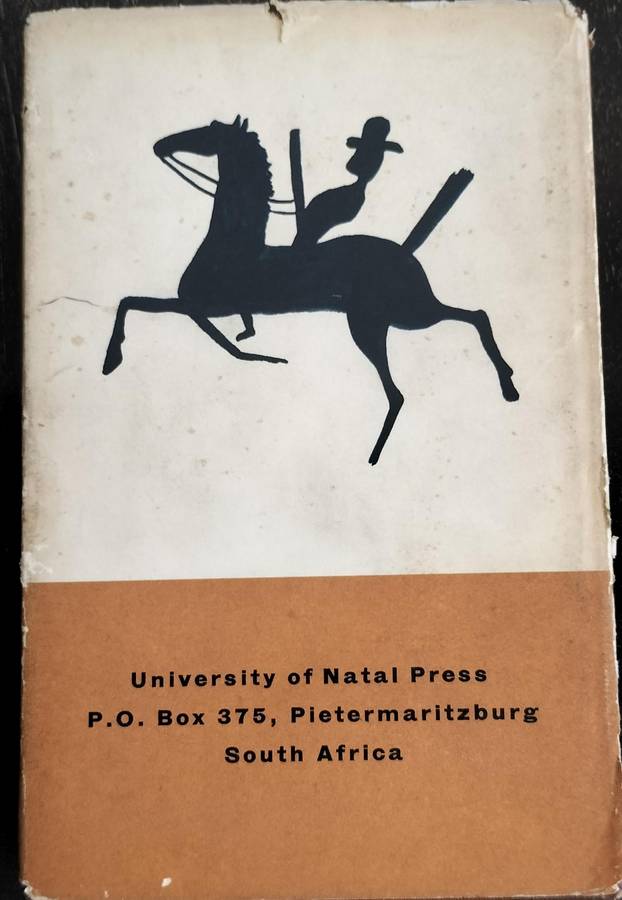 University of Natal Press
P.O. Box 375, Pietermaritzburg
South Africa